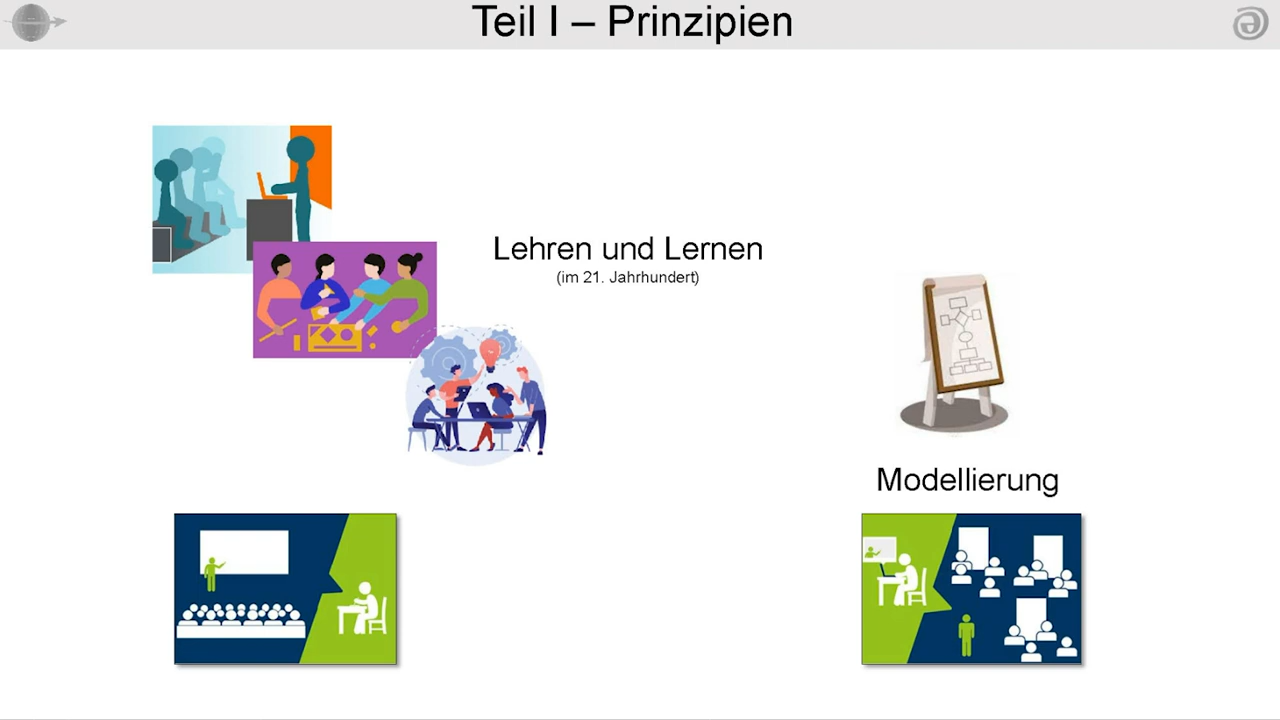 Teil I – Prinzipien
Lehren und Lernen
(im 21. Jahrhundert)
Modellierung